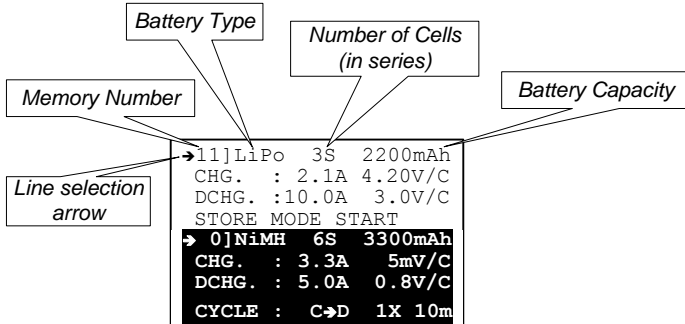 Battery Type
Number of Cells
(in series)
Memory Number
Battery Capacity
Line selection
arrow
➔11]LiPo 3S 2200mAh
CHG. : 2.1A 4.20V/C
DCHG. :10.0A 3.0V/C
STORE MODE START
➔ 0]NiMH 6S 3300mAh
CHG. : 3.3A 5mV/C
DCHG. : 5.0A 0.8V/C
CYCLE : C➔D 1X 10m